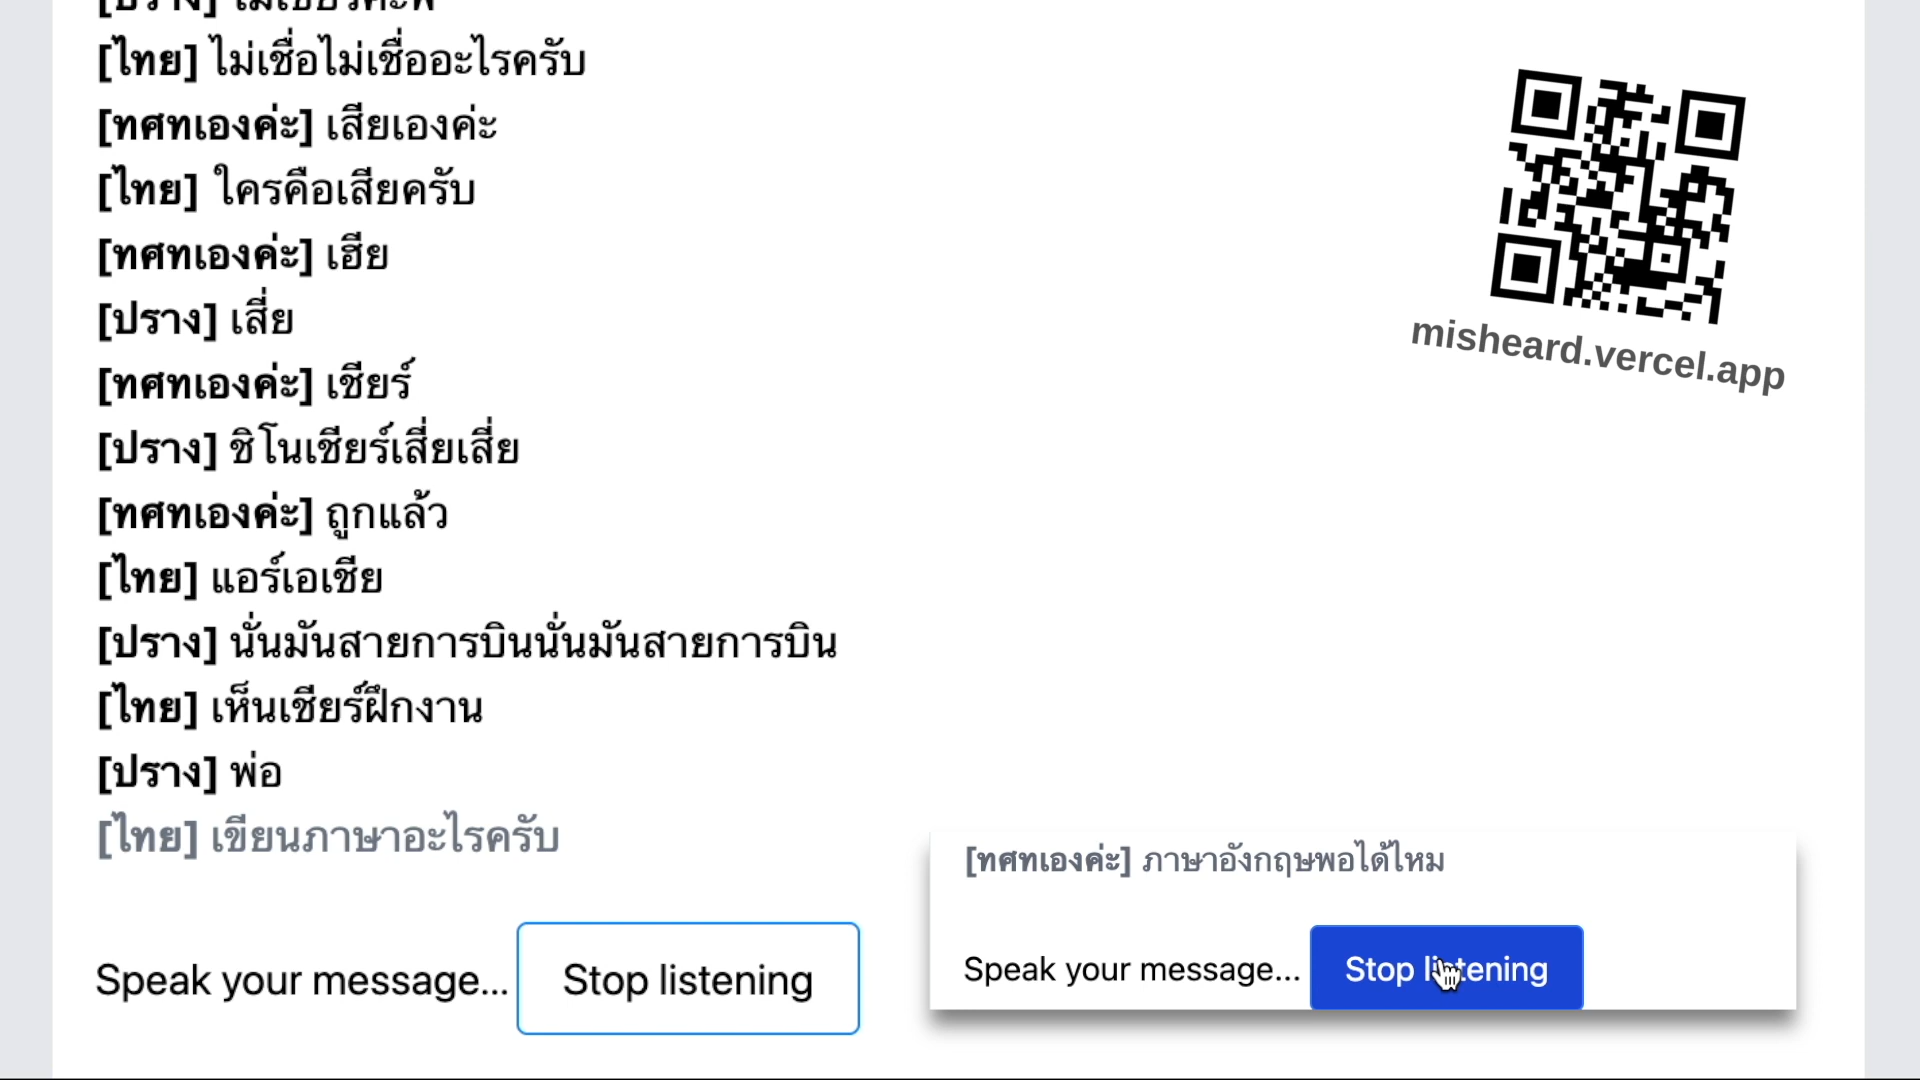 [ไทย] ไม่เชื่อไม่เชื่ออะไรครับ
[ทศทเองค่ะ] เสียเองค่ะ
[ไทย] ใครคือเสียครับ
[ทศทเองค่ะ] เฮีย
[ปราง] เสี่ย
[ทศทเองค่ะ] เชียร์
[ปราง] ชิโนเชียร์เสี่ยเสี่ย
[ทศทเองค่ะ] ถูกแล้ว
[ไทย] แอร์เอเชีย
[ปราง] นั่นมันสายการบินนั่นมันสายการบิน
[ไทย] เห็นเชียร์ฝึกงาน
[ปราง] พ่อ
[ไทย] เขียนภาษาอะไรครับ
Speak your message... Stop listening
misheard.vercel.app
[ทศทเองค่ะ] ภาษาอังกฤษพอได้ไหม
Speak your message... Stop listening